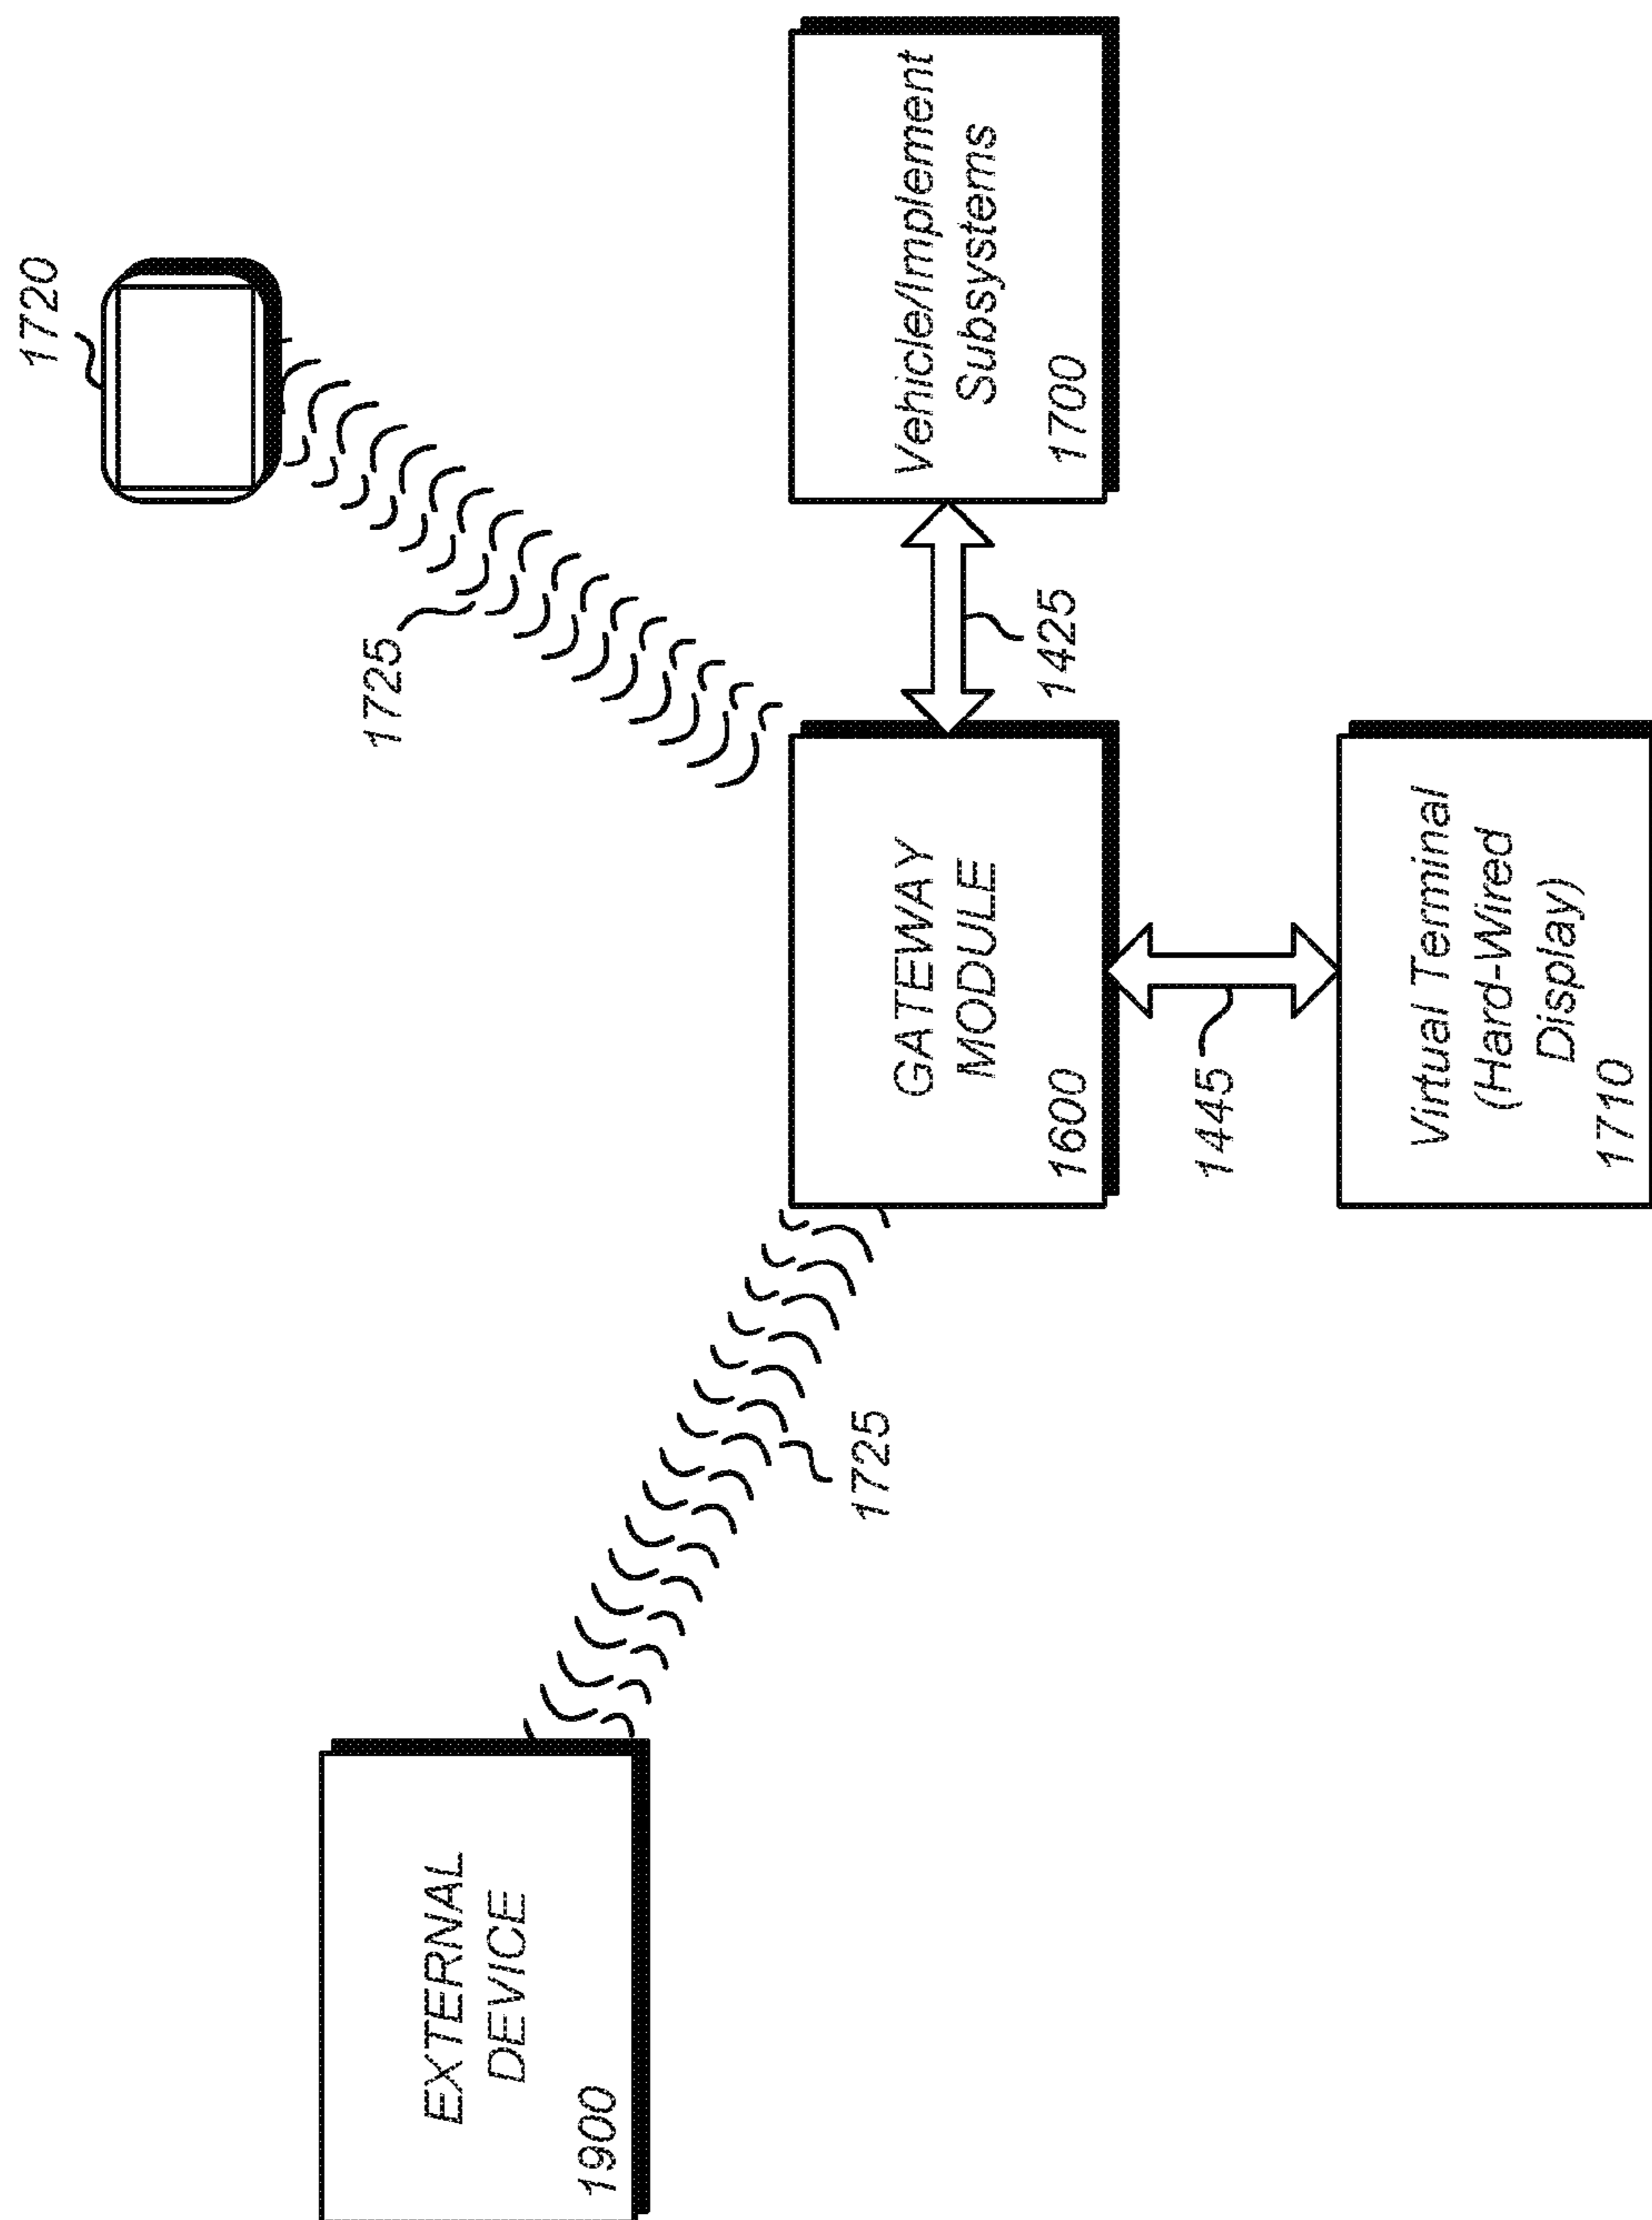 1720
1725
Vehicle/Implement
Subsystems
1700
1425
GATEWAY
MODULE
1600
1445
Virtual Terminal
(Hard-Wired
Display)
1710
1725
EXTERNAL
DEVICE
1900